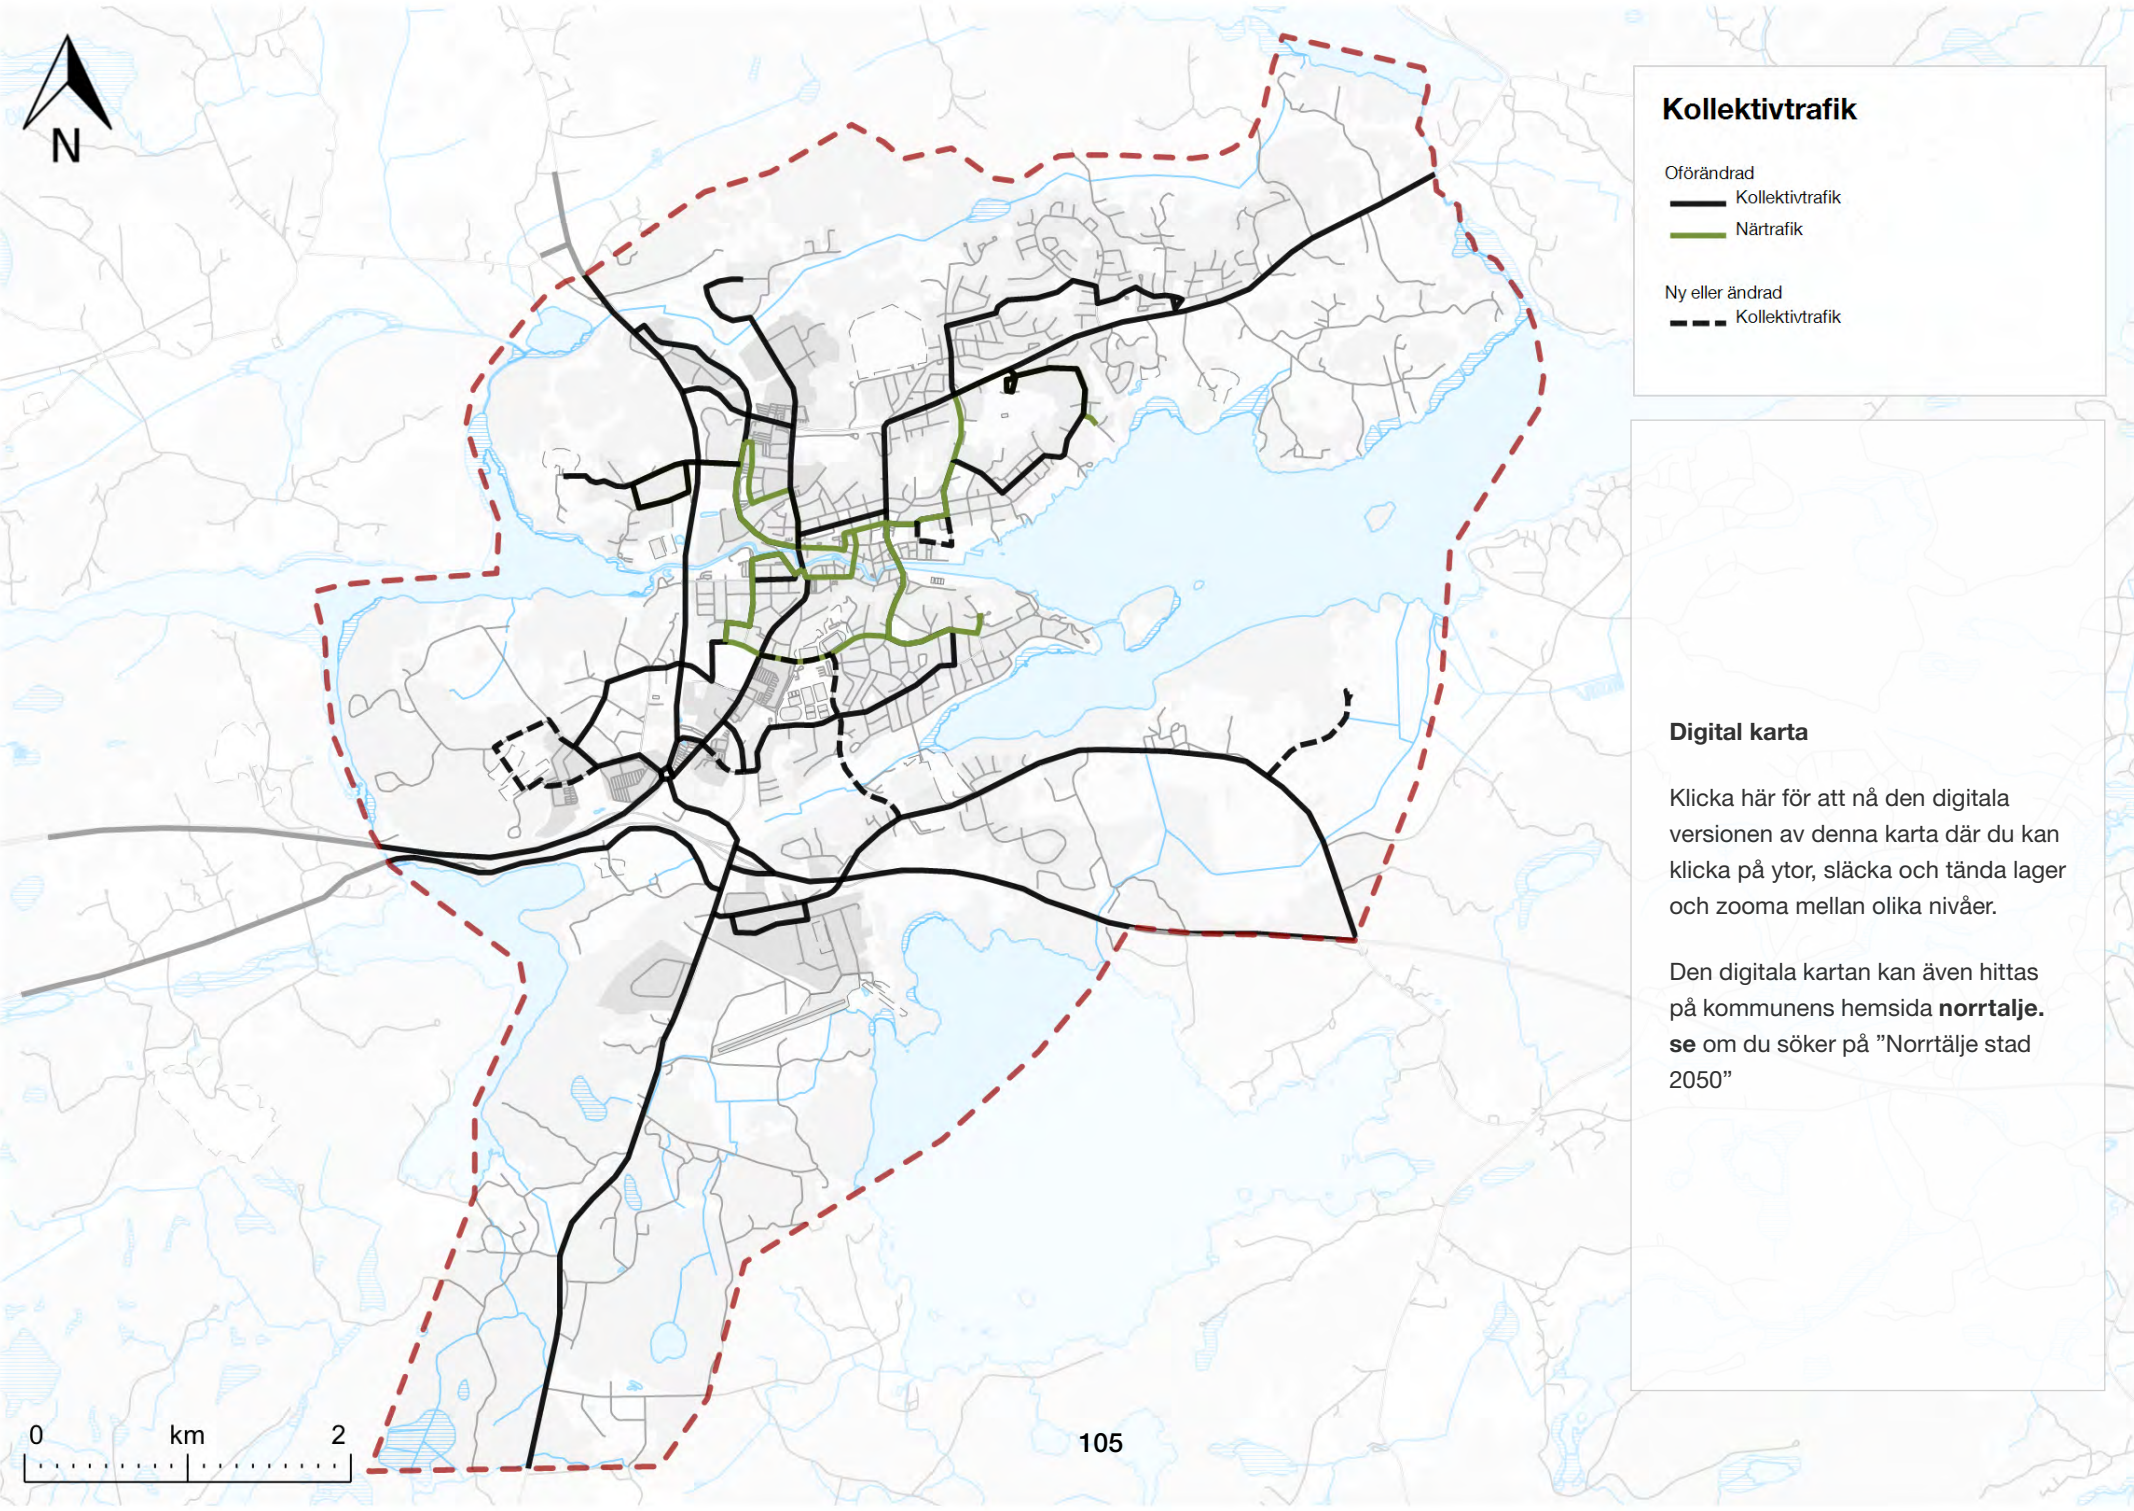 N
Kollektivtrafik
Oförändrad
Kollektivtrafik
Närtrafik
Ny eller ändrad
Kollektivtrafik
Digital karta
Klicka här för att nå den digitala
versionen av denna karta där du kan
klicka på ytor, släcka och tända lager
och zooma mellan olika nivåer.
Den digitala kartan kan även hittas
på kommunens hemsida norrtalje.
se om du söker på ”Norrtälje stad
2050”
0 km 2
105